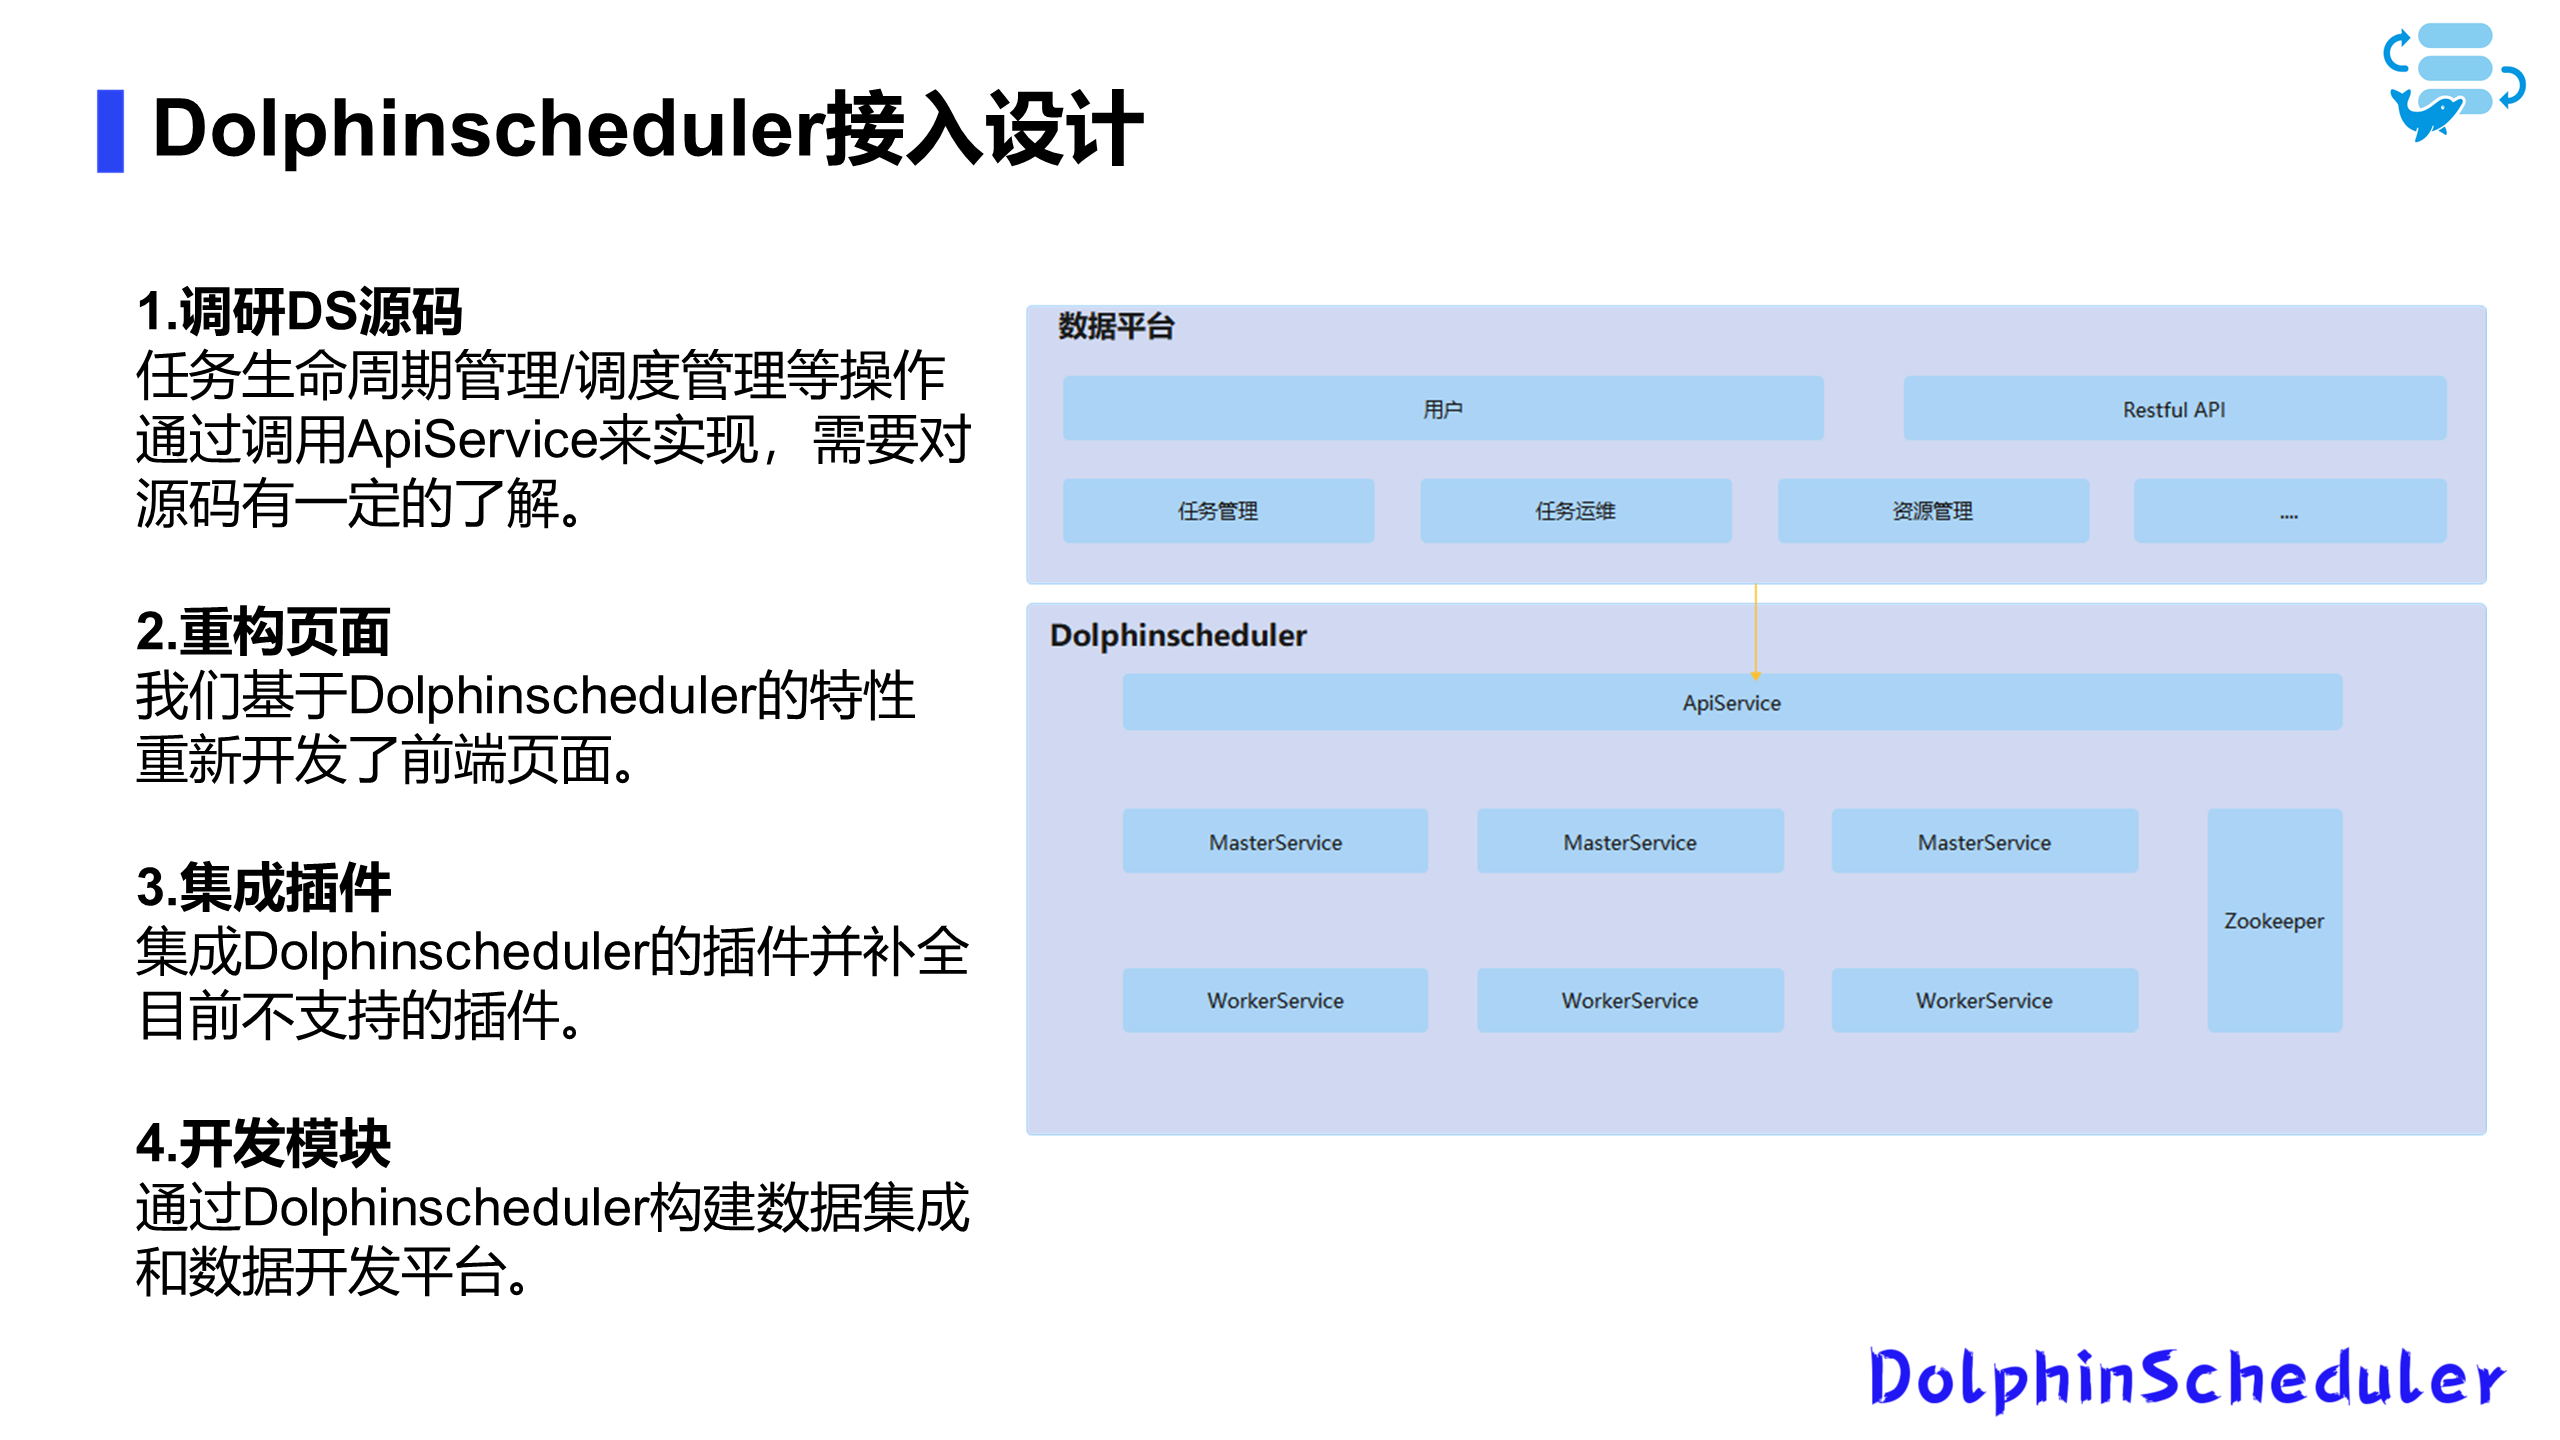 Dolphinscheduler接入设计
1.调研DS源码
任务生命周期管理/调度管理等操作
通过调用ApiService来实现，需要对
源码有一定的了解。
2.重构页面
我们基于Dolphinscheduler的特性
重新开发了前端页面。
3.集成插件
集成Dolphinscheduler的插件并补全
目前不支持的插件。
4.开发模块
通过Dolphinscheduler构建数据集成
和数据开发平台。
数据平台
用户
Restful API
任务管理
任务运维
资源管理
....
Dolphinscheduler
ApiService
MasterService
MasterService
MasterService
Zookeeper
WorkerService
WorkerService
WorkerService
DolphinScheduler